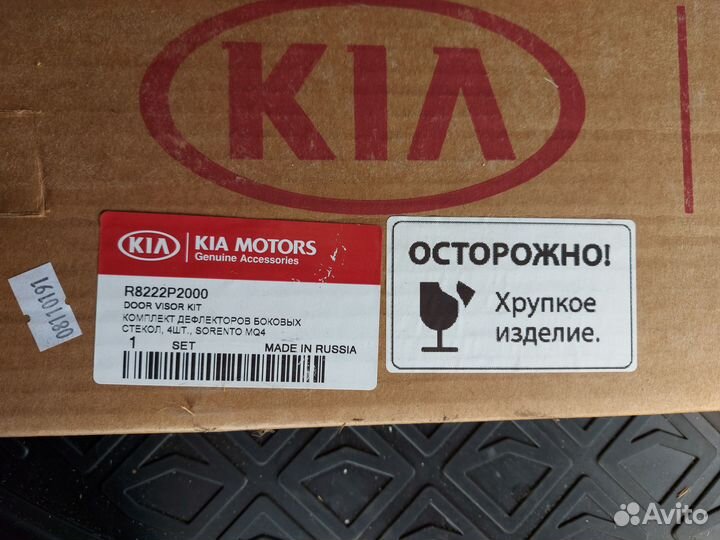 KIA
KIA KIA MOTORS
Genuine Accessories
R8222P2000
DOOR VISOR KIT
КОМПЛЕКТ ДЕФЛЕКТОРОВ БОКОВЫХ
СТЕКОЛ, 4ШТ., SORENTO MQ4
1 SET MADE IN RUSSIA
ОСТОРОЖНО!
Хрупкое
изделие.
08110191
Avito